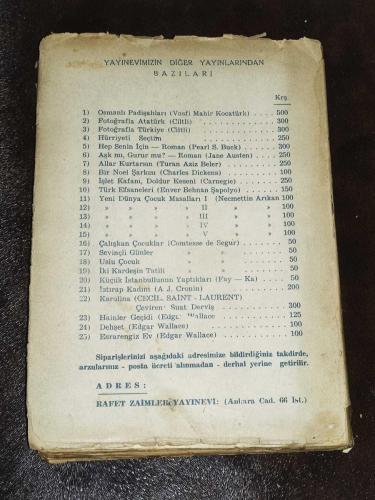 YAYINEVİMİZİN DİĞER YAYINLARINDAN
BAZILARI
Krş.
1) Osmanlı Padişahları (Vasfi Mahir Kocatürk) . . . . . 500
2) Fotoğrafla Atatürk (Ciltli) . . . . . . . . . . 300
3) Fotoğrafla Türkiye (Ciltli) . . . . . . . . . . 300
4) Hürriyeti Seçtim . . . . . . . . . . 250
5) Hep Senin İçin — Roman (Pearl S. Buck) . . . . . 300
6) Aşk mı, Gurur mu? — Roman (Jane Austen) . . . . . 250
7) Allar Kurtarsın (Turan Aziz Beler) . . . . . . 250
8) Bir Noel Şarkısı (Charles Dickens) . . . . . . 100
9) İşlet Kafanı, Doldur Keseni (Carnegie) . . . . . . 250
10) Türk Efsaneleri (Enver Behnan Şapolyo) . . . . . 150
11) Yeni Dünya Çocuk Masalları I (Necmettin Arıkan 100
12) » » » II » » 100
13) » » » III » » 100
14) » » » IV » » 100
15) » » » V » » 100
16) Çalışkan Çocuklar (Comtesse de Segur) . . . . . . 50
17) Sevinçli Günler » » . . . . . . 50
18) Uslu Çocuk » » . . . . . . 50
19) İki Kardeşin Tatili » » . . . . . . 50
20) Küçük İstanbullunun Yaptıkları (Fay — Ka) . . . . . 50
21) Istırap Kadını (A. J. Cronin) . . . . . . . . 200
22) Karolina (CECİL SAINT - LAURENT)
Çeviren: Suat Derviş . . . . . . 300
23) Hainler Geçidi (Edgar Wallace . . . . . . . . 125
24) Dehşet (Edgar Wallace) . . . . . . . . . . 100
25) Esrarengiz Ev (Edgar Wallace) . . . . . . . . 100
Siparişlerinizi aşağıdaki adresimize bildirdiğiniz takdirde,
arzularınız - posta ücreti alınmadan - derhal yerine getirilir.
ADRES:
RAFET ZAİMLER YAYINEVİ: (Ankara Cad. 66 İst.)